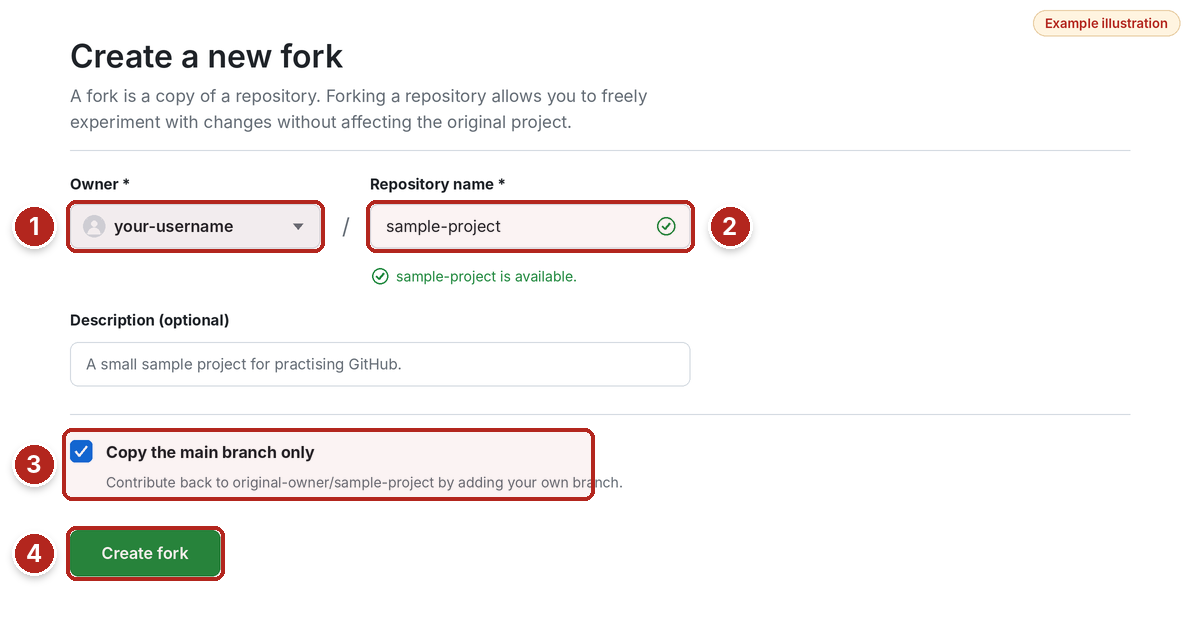 Example illustration
Create a new fork
A fork is a copy of a repository. Forking a repository allows you to freely
experiment with changes without affecting the original project.
Owner *
Repository name *
1
your-username
/
sample-project
2
sample-project is available.
Description (optional)
A small sample project for practising GitHub.
3
Copy the main branch only
Contribute back to original-owner/sample-project by adding your own branch.
4
Create fork